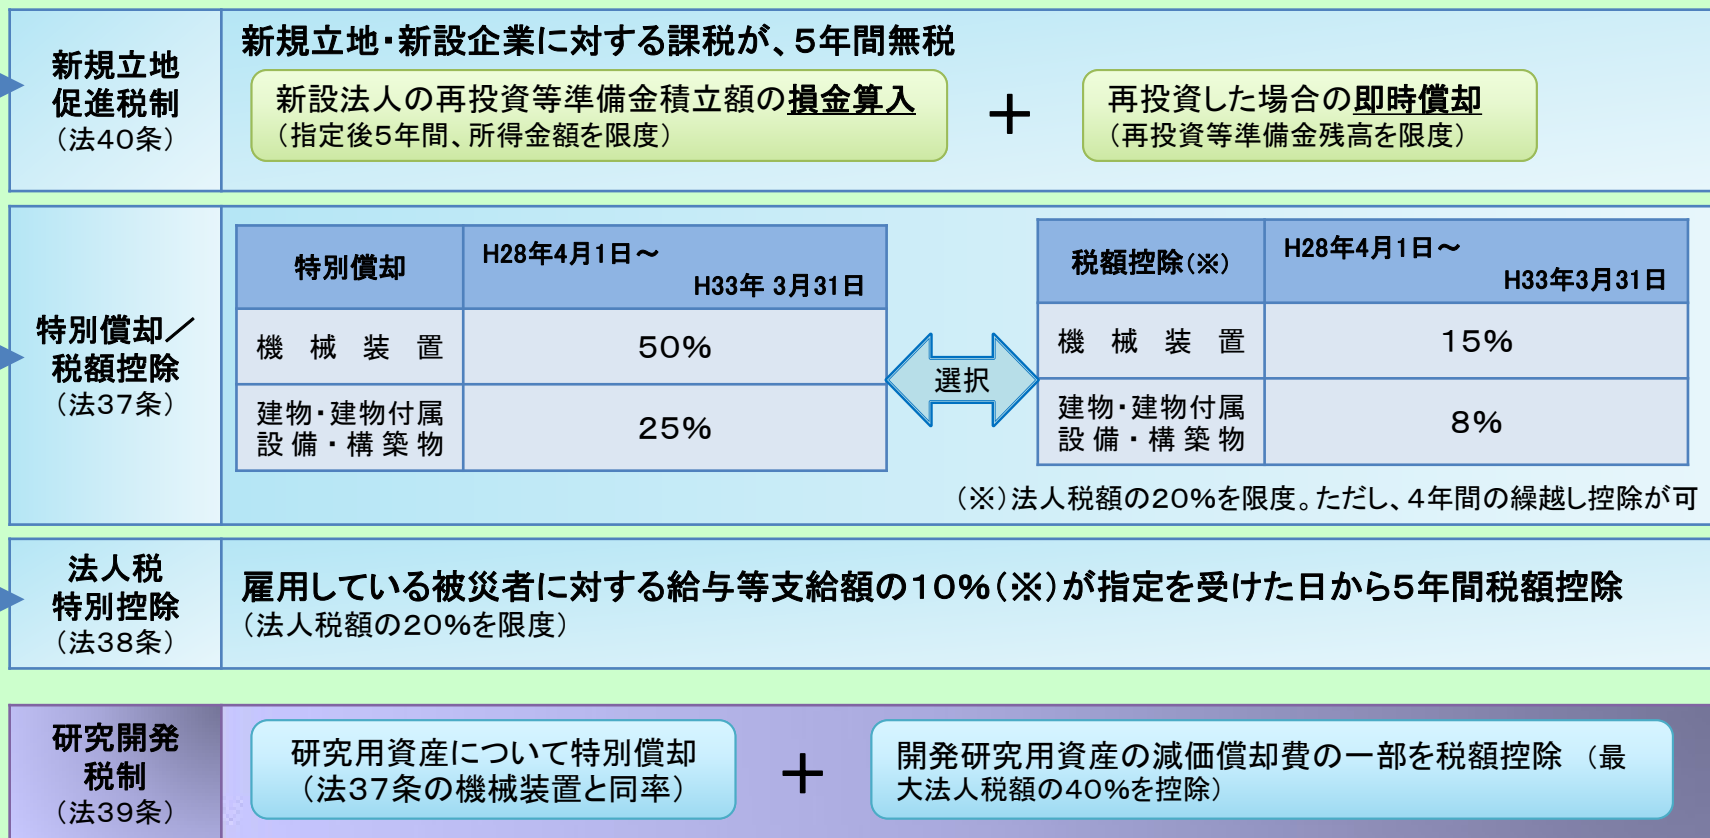 新規立地
促進税制
（法40条）
新規立地・新設企業に対する課税が、５年間無税
新設法人の再投資等準備金積立額の損金算入
（指定後５年間、所得金額を限度）
＋
再投資した場合の即時償却
（再投資等準備金残高を限度）
特別償却／
税額控除
（法37条）
特別償却
H28年4月1日～
H33年 3月31日
機　械　装　置
50％
建物・建物付属
設 備 ・ 構 築 物
25％
選択
税額控除（※）
H28年4月1日～
H33年3月31日
機　械　装　置
15％
建物・建物付属
設 備 ・ 構 築 物
8％
（※）法人税額の20％を限度。ただし、４年間の繰越し控除が可
法人税
特別控除
（法38条）
雇用している被災者に対する給与等支給額の１０％（※）が指定を受けた日から５年間税額控除
（法人税額の20％を限度）
研究開発
税制
（法39条）
研究用資産について特別償却
（法３７条の機械装置と同率）
＋
開発研究用資産の減価償却費の一部を税額控除 （最
大法人税額の40％を控除）